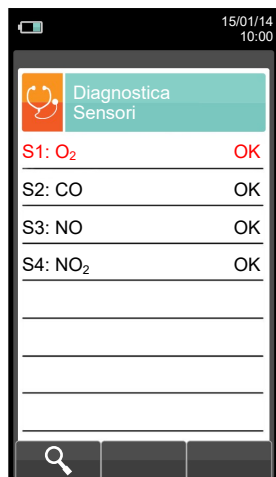 15/01/14
10:00
Diagnostica
Sensori
S1: O₂ OK
S2: CO OK
S3: NO OK
S4: NO₂ OK